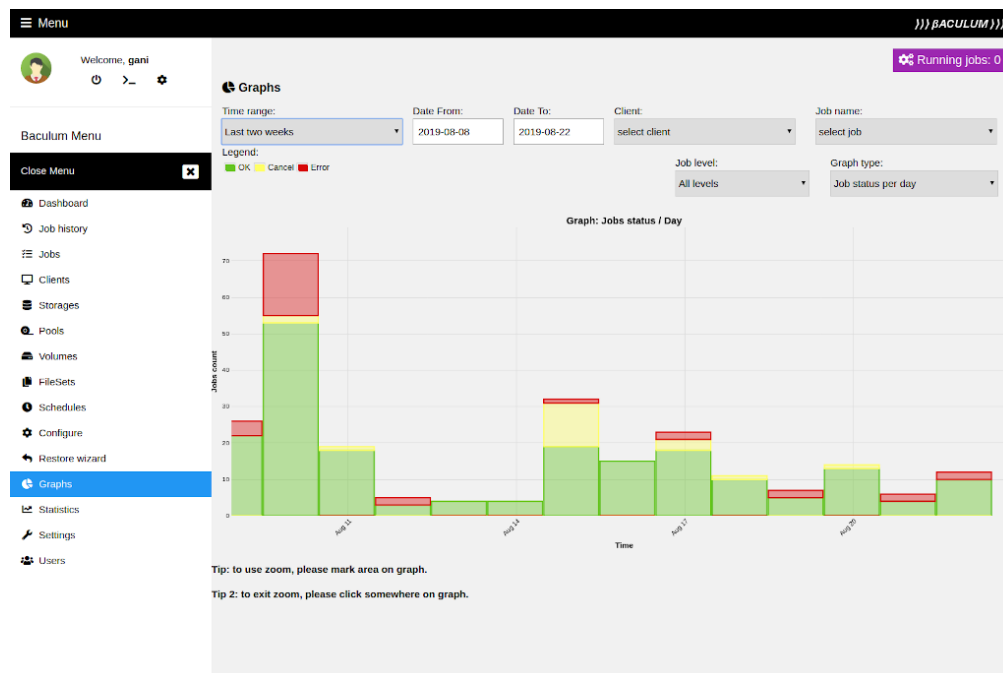 Menu
))) BACULUM )))
Welcome, gani
Running jobs: 0
Graphs
Time range:
Date From:
Date To:
Client:
Job name:
Last two weeks
2019-08-08
2019-08-22
select client
select job
Legend:
OK
Cancel
Error
Job level:
Graph type:
All levels
Job status per day
Baculum Menu
Close Menu
Dashboard
Job history
Jobs
Clients
Storages
Pools
Volumes
FileSets
Schedules
Configure
Restore wizard
Graphs
Statistics
Settings
Users
Graph: Jobs status / Day
Jobs count
70
60
50
40
30
20
10
0
Aug 11
Aug 14
Aug 17
Aug 20
Time
Tip: to use zoom, please mark area on graph.
Tip 2: to exit zoom, please click somewhere on graph.